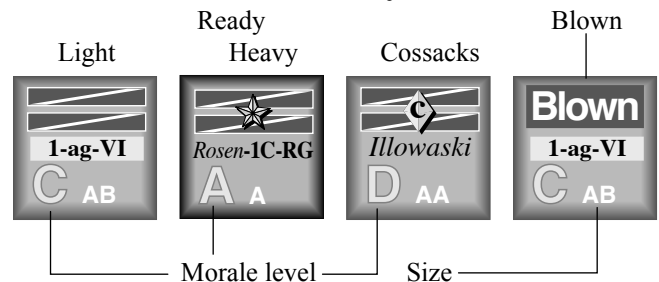 Ready
Blown
Light
Heavy
Cossacks
1-ag-VI
C AB
Rosen-1C-RG
A A
C
Illowaski
D AA
Blown
1-ag-VI
C AB
Morale level
Size